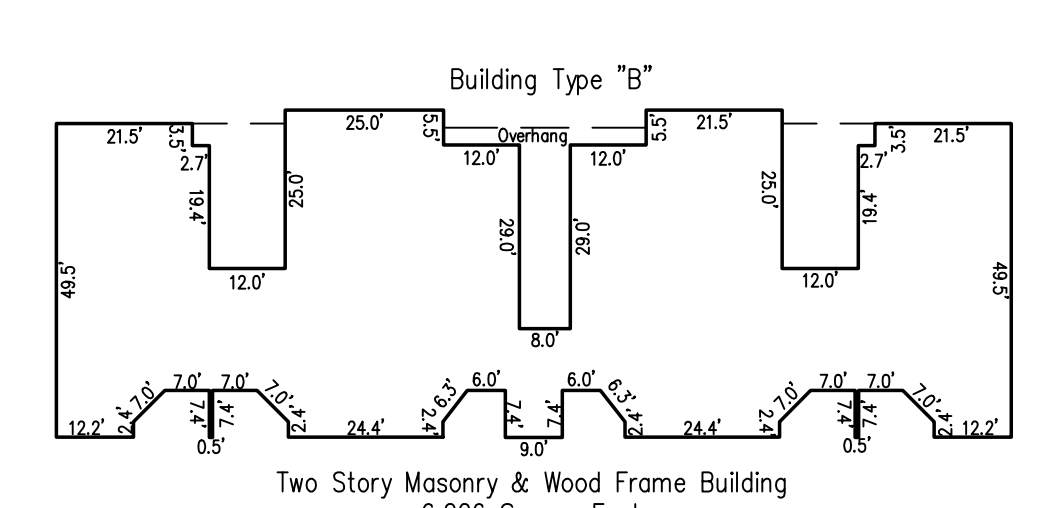 Building Type "B"
21.5' 3.5' 25.0' 5.5' Overhang 5.5' 21.5' 3.5' 21.5'
2.7' 12.0' 12.0' 2.7'
19.4' 25.0' 29.0' 29.0' 25.0' 19.4'
49.5' 12.0' 12.0' 49.5'
8.0'
7.0' 7.0' 7.0' 7.0' 6.3' 6.0' 6.0' 6.3' 7.0' 7.0' 7.0' 7.0'
2.4' 7.4' 7.4' 2.4' 2.4' 7.4' 7.4' 2.4' 2.4' 7.4' 7.4' 2.4'
12.2' 0.5' 24.4' 9.0' 24.4' 0.5' 12.2'
Two Story Masonry & Wood Frame Building